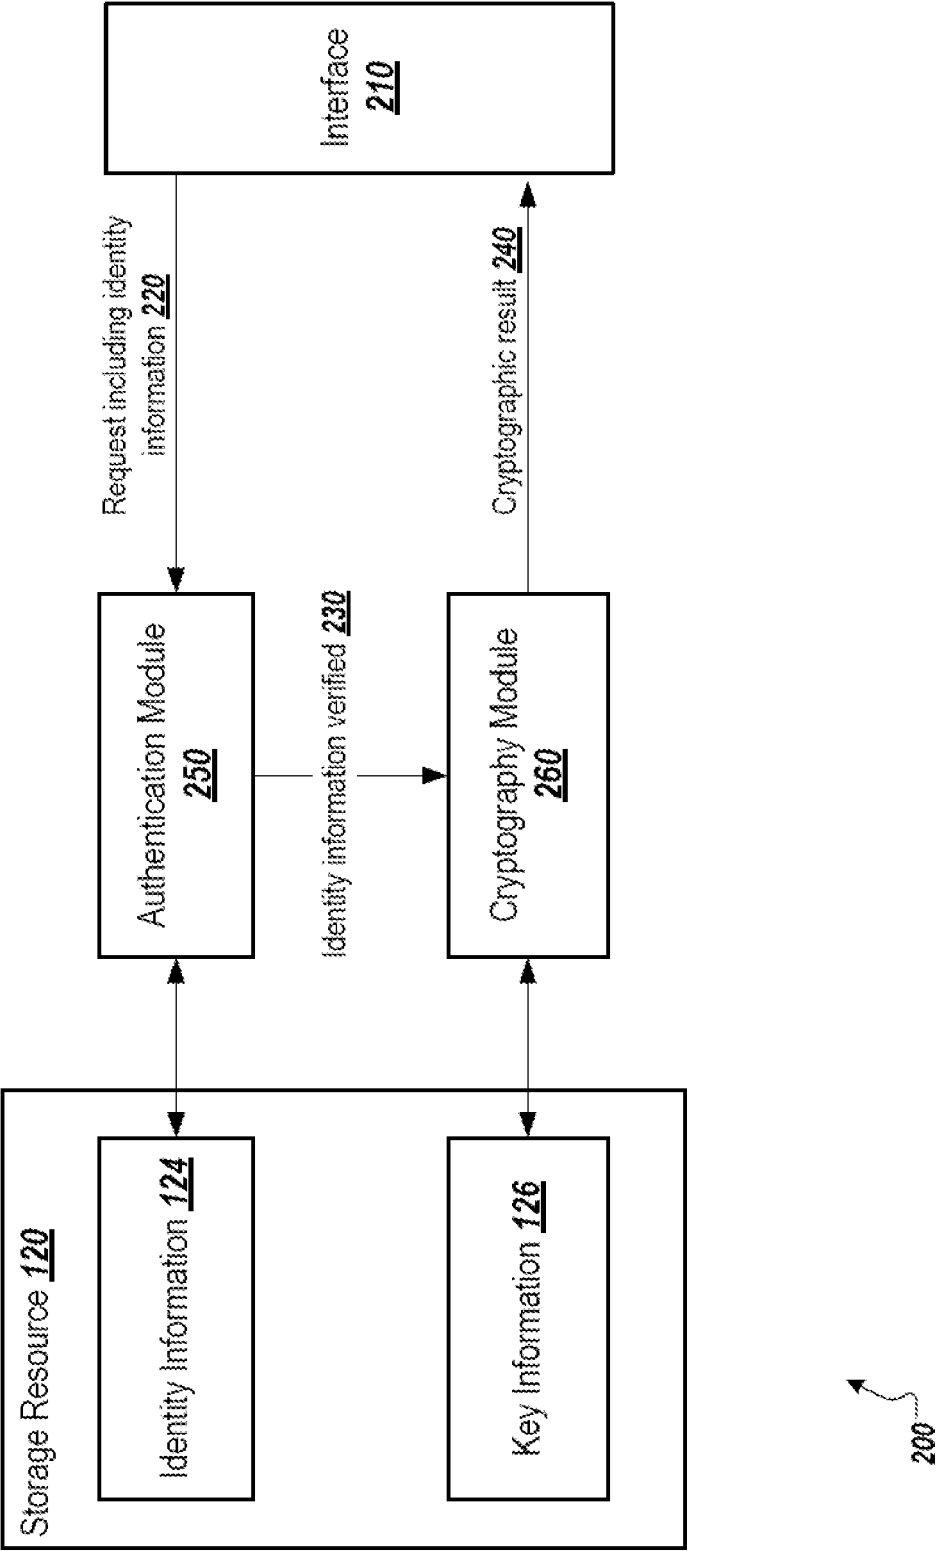 Storage Resource 120
Identity Information 124
Key Information 126
Authentication Module
250
Identity information verified 230
Cryptography Module
260
Request including identity
information 220
Cryptographic result 240
Interface
210
200